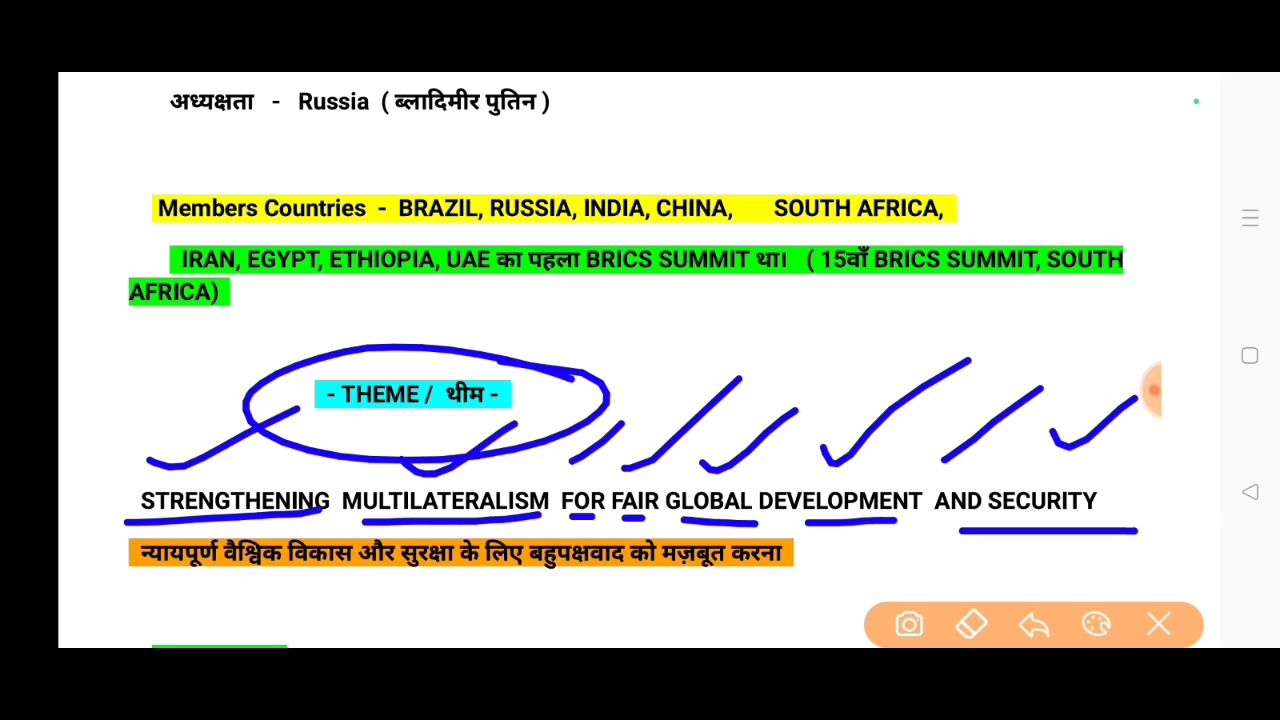 अध्यक्षता - Russia ( ब्लादिमीर पुतिन )
Members Countries - BRAZIL, RUSSIA, INDIA, CHINA, SOUTH AFRICA,
IRAN, EGYPT, ETHIOPIA, UAE का पहला BRICS SUMMIT था। ( 15वाँ BRICS SUMMIT, SOUTH
AFRICA)
- THEME / थीम -
STRENGTHENING MULTILATERALISM FOR FAIR GLOBAL DEVELOPMENT AND SECURITY
न्यायपूर्ण वैश्विक विकास और सुरक्षा के लिए बहुपक्षवाद को मज़बूत करना